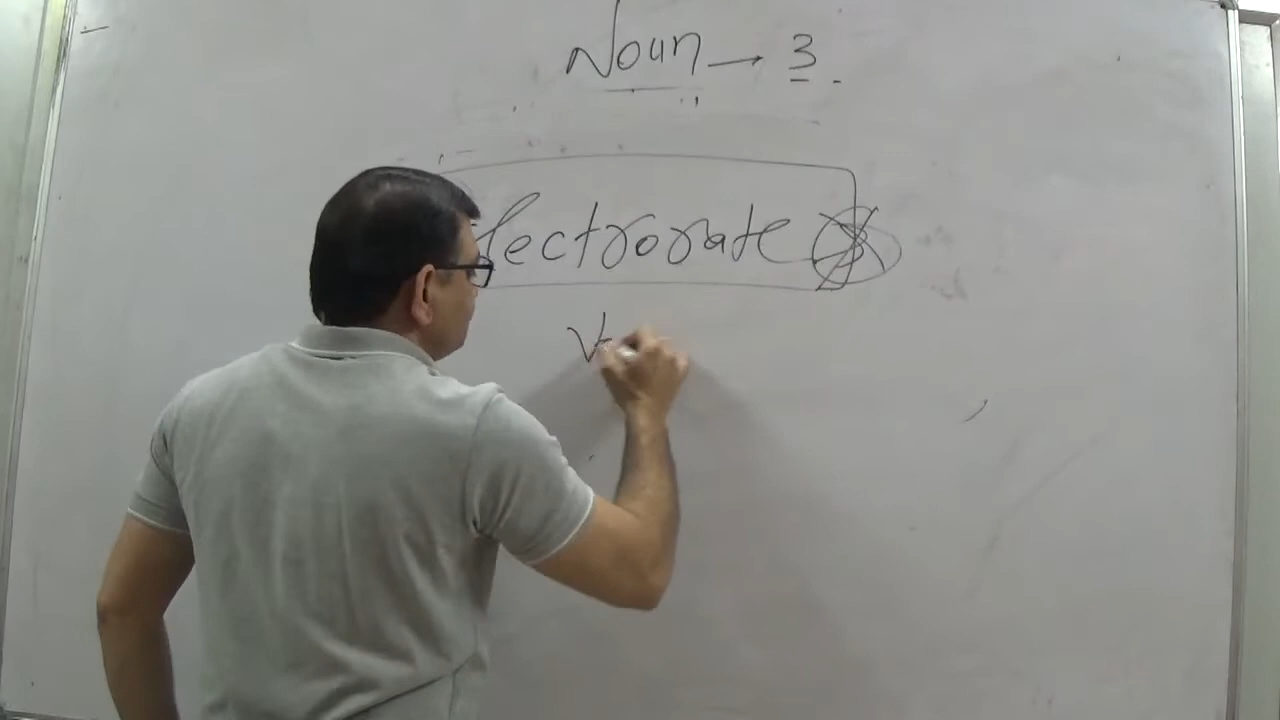 Noun → 3.
lectrorate
V